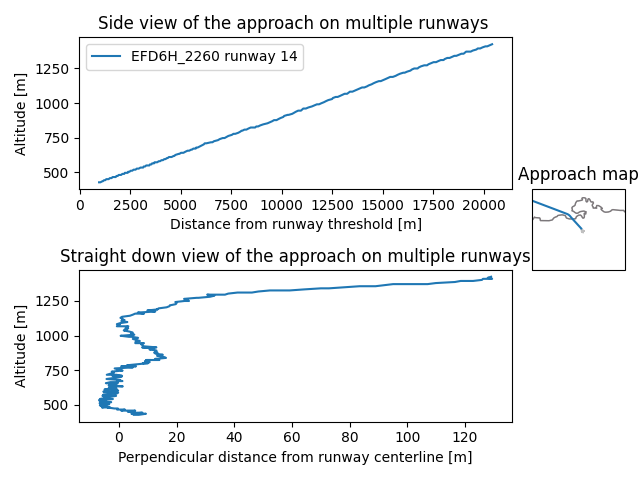 Side view of the approach on multiple runways
Altitude [m]
1250
1000
750
500
EFD6H_2260 runway 14
0 2500 5000 7500 10000 12500 15000 17500 20000
Distance from runway threshold [m]
Approach map
Straight down view of the approach on multiple runways
Altitude [m]
1250
1000
750
500
0 20 40 60 80 100 120
Perpendicular distance from runway centerline [m]